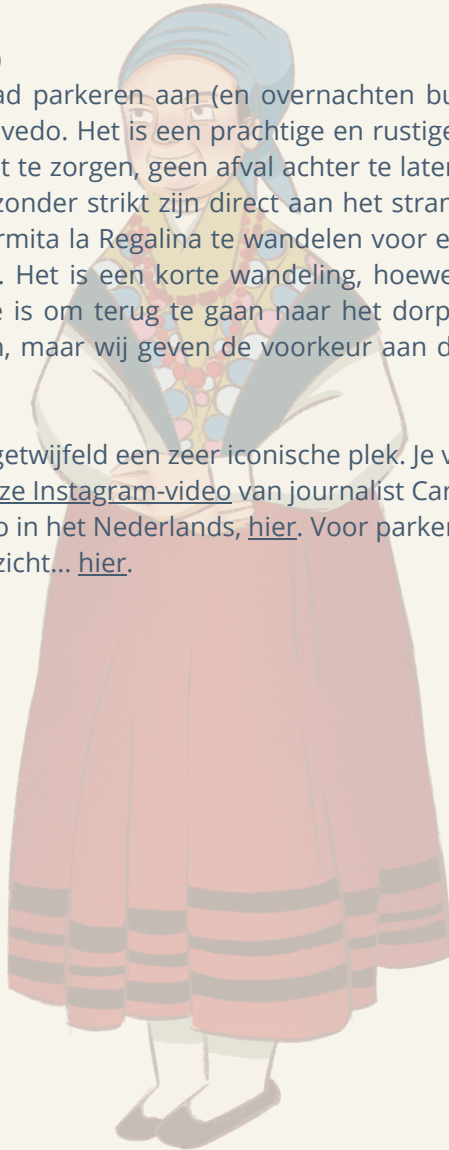 )
ad parkeren aan (en overnachten bu
vedo. Het is een prachtige en rustige
t te zorgen, geen afval achter te later
zonder strikt zijn direct aan het stran
rmita la Regalina te wandelen voor e
. Het is een korte wandeling, hoewe
e is om terug te gaan naar het dorp
n, maar wij geven de voorkeur aan d
getwijfeld een zeer iconische plek. Je v
ze Instagram-video van journalist Car
o in het Nederlands, hier. Voor parker
zicht... hier.